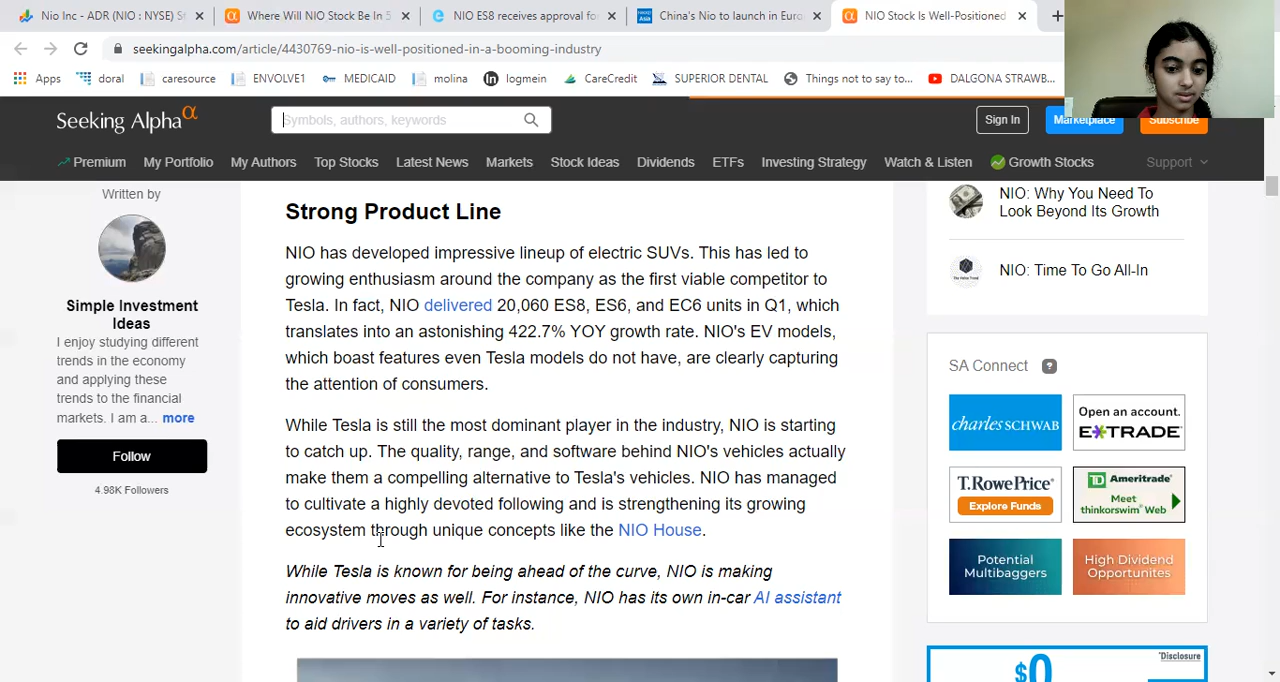 Nio Inc - ADR (NIO : NYSE) St
Where Will NIO Stock Be In 5
NIO ES8 receives approval for
China's Nio to launch in Euro
NIO Stock Is Well-Positioned
seekingalpha.com/article/4430769-nio-is-well-positioned-in-a-booming-industry
Apps
doral
caresource
ENVOLVE1
MEDICAID
molina
logmein
CareCredit
SUPERIOR DENTAL
Things not to say to...
DALGONA STRAWB...
Seeking Alpha α
Symbols, authors, keywords
Sign In
Marketplace
Subscribe
Premium
My Portfolio
My Authors
Top Stocks
Latest News
Markets
Stock Ideas
Dividends
ETFs
Investing Strategy
Watch & Listen
Growth Stocks
Support
Written by
Simple Investment
Ideas
I enjoy studying different
trends in the economy
and applying these
trends to the financial
markets. I am a... more
Follow
4.98K Followers
Strong Product Line
NIO has developed impressive lineup of electric SUVs. This has led to
growing enthusiasm around the company as the first viable competitor to
Tesla. In fact, NIO delivered 20,060 ES8, ES6, and EC6 units in Q1, which
translates into an astonishing 422.7% YOY growth rate. NIO's EV models,
which boast features even Tesla models do not have, are clearly capturing
the attention of consumers.
While Tesla is still the most dominant player in the industry, NIO is starting
to catch up. The quality, range, and software behind NIO's vehicles actually
make them a compelling alternative to Tesla's vehicles. NIO has managed
to cultivate a highly devoted following and is strengthening its growing
ecosystem through unique concepts like the NIO House.
While Tesla is known for being ahead of the curve, NIO is making
innovative moves as well. For instance, NIO has its own in-car AI assistant
to aid drivers in a variety of tasks.
NIO: Why You Need To
Look Beyond Its Growth
NIO: Time To Go All-In
SA Connect ?
charles SCHWAB
Open an account.
E*TRADE
T.RowePrice
Explore Funds
TD Ameritrade
Meet
thinkorswim Web
Potential
Multibaggers
High Dividend
Opportunites
*Disclosure
$0